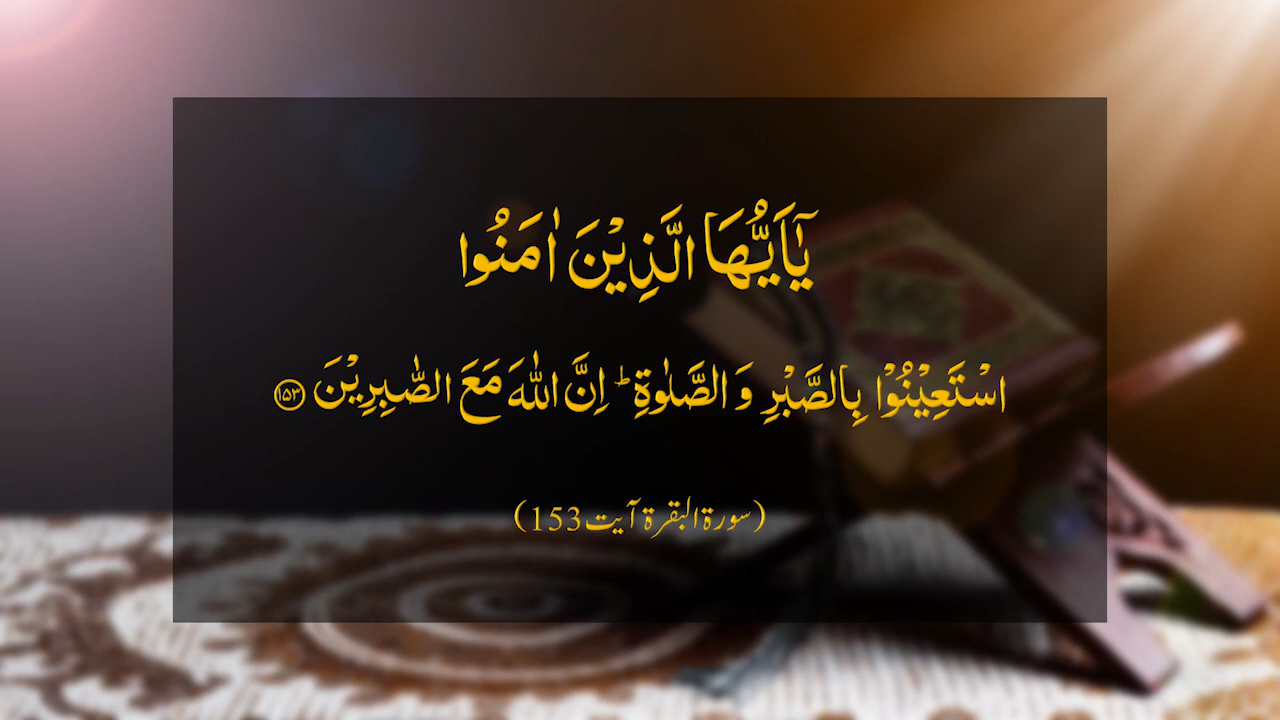 یٰۤاَیُّهَا الَّذِیْنَ اٰمَنُوا
اسْتَعِیْنُوْا بِالصَّبْرِ وَ الصَّلٰوةِؕ اِنَّ اللّٰهَ مَعَ الصّٰبِرِیْنَ ﴿۱۵۳﴾
(سورۃ البقرۃ آیت 153)